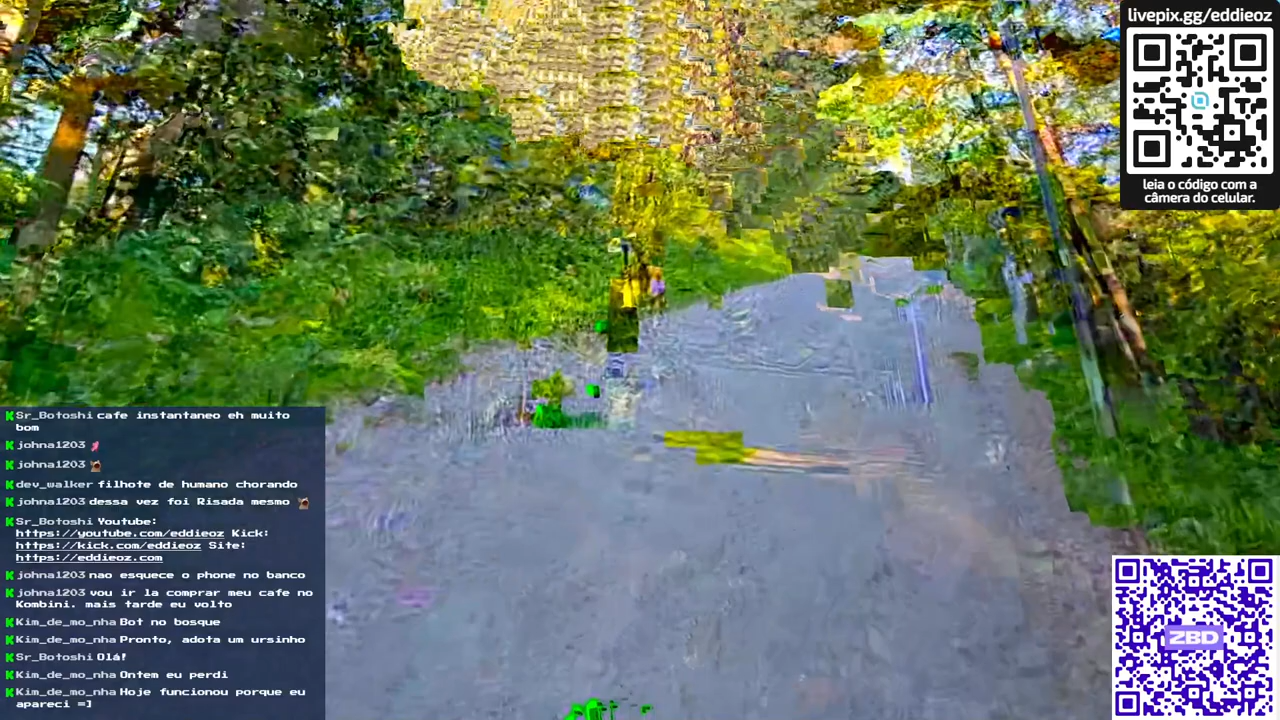 livepix.gg/eddieoz
leia o código com a
câmera do celular.
Sr_Botoshi cafe instantaneo eh muito
bom
johna1203
johna1203
dev_walker filhote de humano chorando
johna1203 dessa vez foi Risada mesmo
Sr_Botoshi Youtube:
https://youtube.com/eddieoz Kick:
https://kick.com/eddieoz Site:
https://eddieoz.com
johna1203 nao esquece o phone no banco
johna1203 vou ir la comprar meu cafe no
Kombini. mais tarde eu volto
Kim_de_mo_nha Bot no bosque
Kim_de_mo_nha Pronto, adota um ursinho
Sr_Botoshi Olá!
Kim_de_mo_nha Ontem eu perdi
Kim_de_mo_nha Hoje funcionou porque eu
apareci =]
ZBD